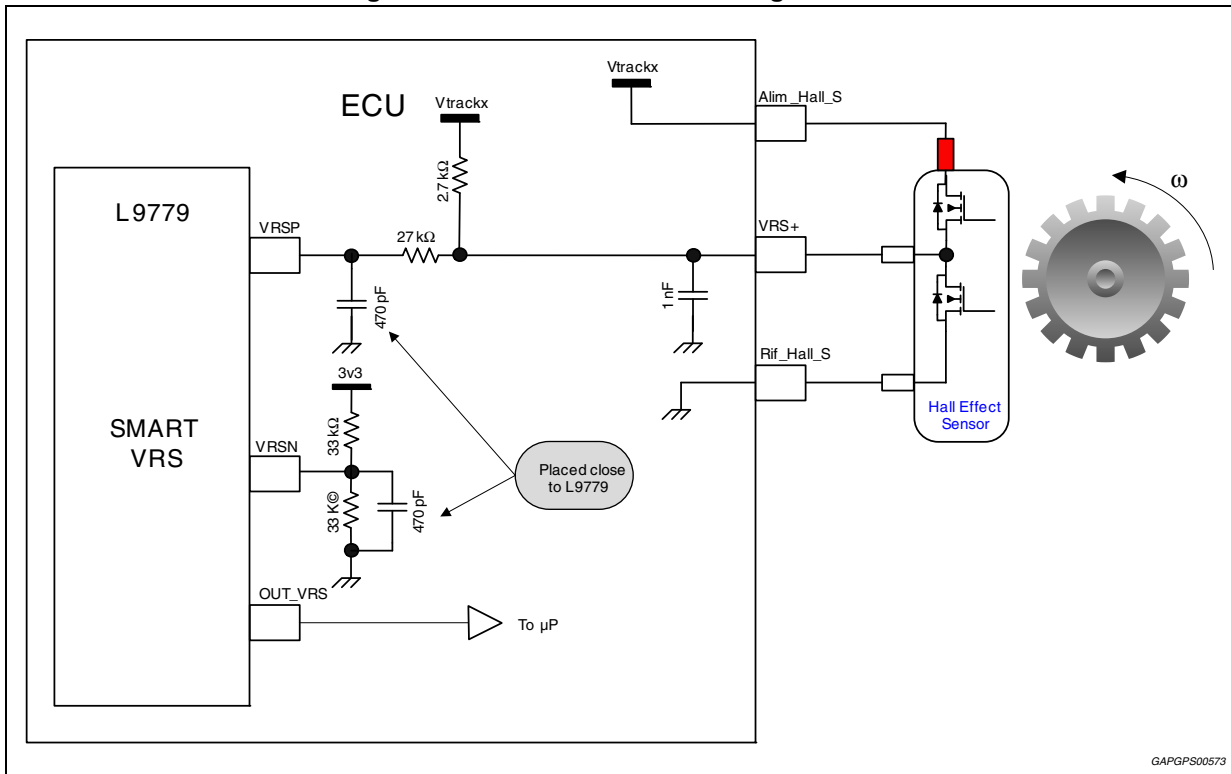 Vtrackx
Alim_Hall_S
ECU
Vtrackx
2.7 kΩ
ω
L9779
VRSP
27 kΩ
VRS+
470 pF
1 nF
Rif_Hall_S
3v3
33 kΩ
Hall Effect
Sensor
SMART
VRS
VRSN
Placed close
to L9779
33 K©
470 pF
OUT_VRS
To µP
GAPGPS00573